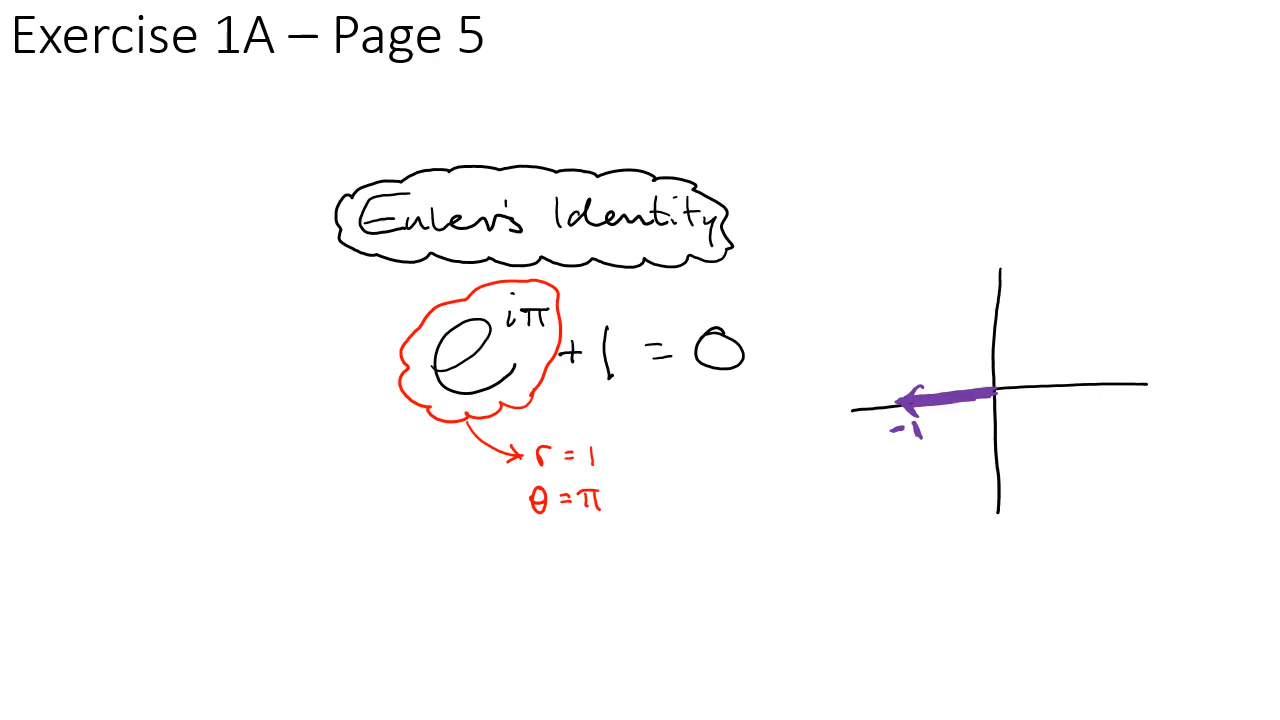 Exercise 1A – Page 5
Euler's Identity
e^{iπ} + 1 = 0
r = 1
θ = π
-1